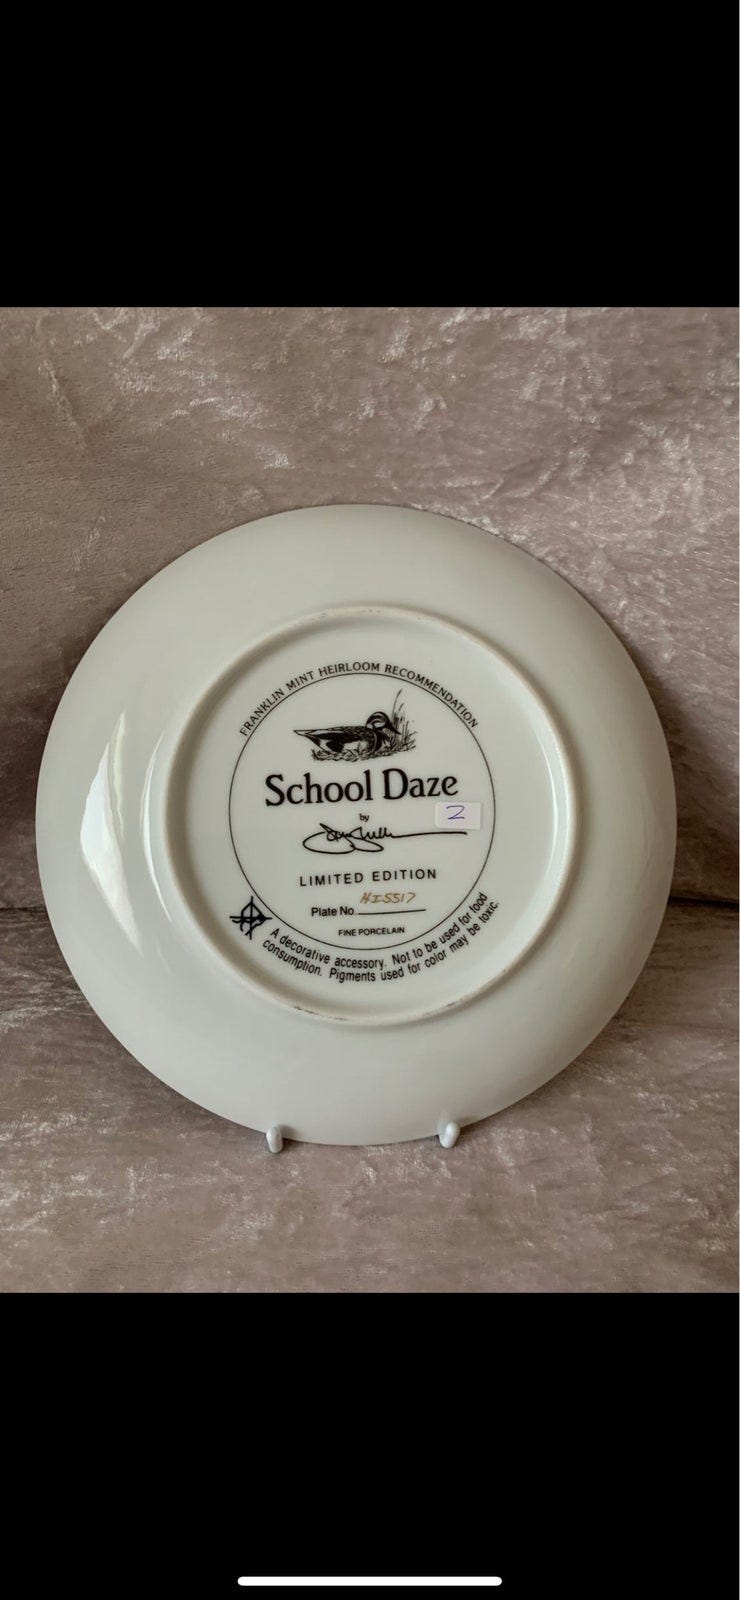 FRANKLIN MINT HEIRLOOM RECOMMENDATION
School Daze
by
2
LIMITED EDITION
Plate No. HI5517
FINE PORCELAIN
A decorative accessory. Not to be used for food
consumption. Pigments used for color may be toxic.